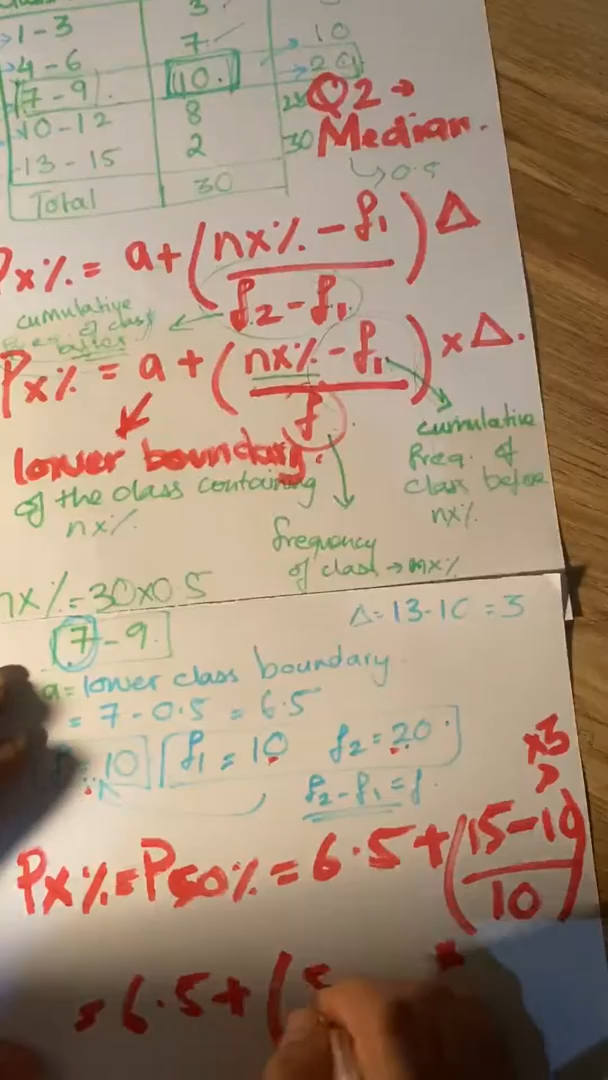 3
1-3 7 10
4-6 10. 20
7-9 8 28
10-12 2 30
13-15
Total 30
Q2 →
Median.
↳0.5
Px% = a+(nx% - f₁ / f₂ - f₁) Δ
cumulative
freq. of class
before
Px% = a + (nx% - f₁ / f) × Δ.
lower boundary.
of the class containing
nx%
cumulative
freq. of
class before
nx%
frequency
of class → nx%
nx%=30x0.5
Δ=13-10=3
7-9.
a= lower class boundary
= 7-0.5 = 6.5
10 f₁ = 10 f₂=20.
f₂-f₁=f.
x3
Px%=P50% = 6.5+(15-10 / 10)
= 6.5+(5